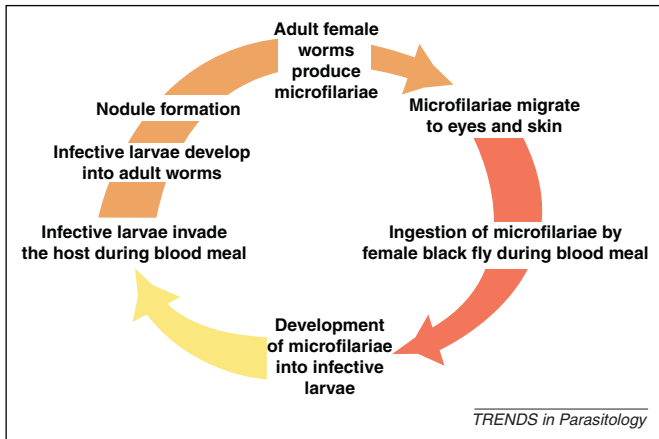 Adult female
worms
produce
microfilariae
Microfilariae migrate
to eyes and skin
Ingestion of microfilariae by
female black fly during blood meal
Development
of microfilariae
into infective
larvae
Infective larvae invade
the host during blood meal
Infective larvae develop
into adult worms
Nodule formation
TRENDS in Parasitology